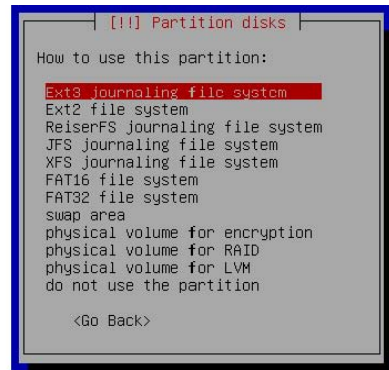 [!!] Partition disks
How to use this partition:
Ext3 journaling file system
Ext2 file system
ReiserFS journaling file system
JFS journaling file system
XFS journaling file system
FAT16 file system
FAT32 file system
swap area
physical volume for encryption
physical volume for RAID
physical volume for LVM
do not use the partition
<Go Back>